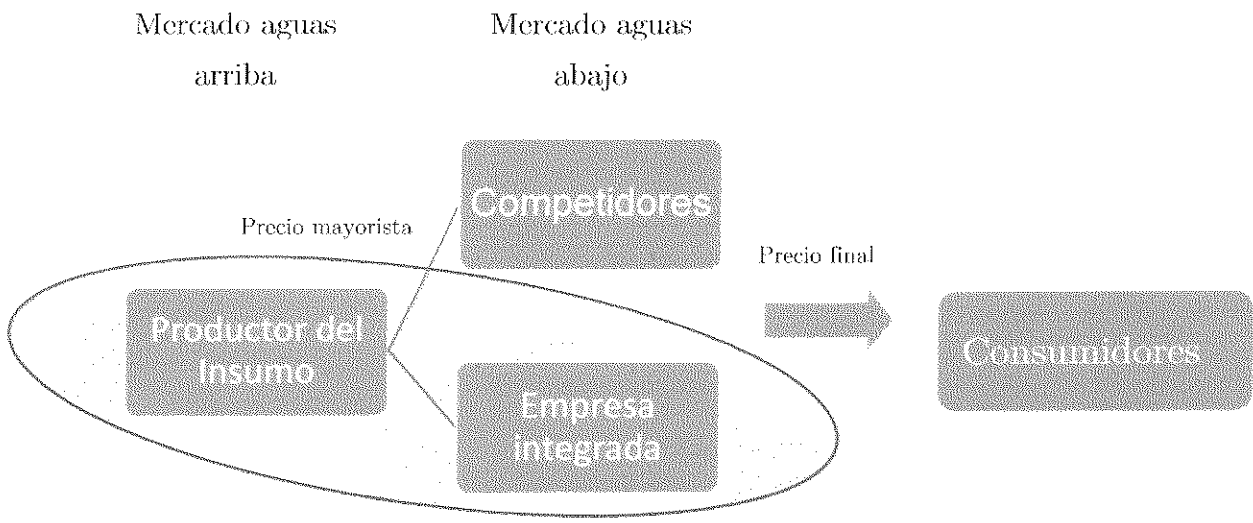 Mercado aguas
arriba
Mercado aguas
abajo
Competidores
Precio mayorista
Precio final
Productor del
Insumo
Consumidores
Empresa
integrada